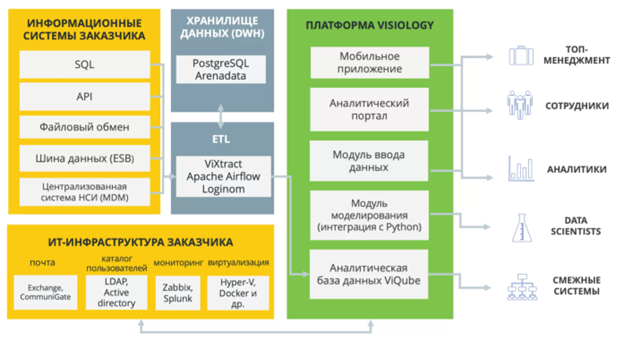 ИНФОРМАЦИОННЫЕ
СИСТЕМЫ ЗАКАЗЧИКА
SQL
API
Файловый обмен
Шина данных (ESB)
Централизованная
система НСИ (MDM)
ХРАНИЛИЩЕ
ДАННЫХ (DWH)
PostgreSQL
Arenadata
ETL
ViXtract
Apache Airflow
Loginom
ПЛАТФОРМА VISIOLOGY
Мобильное
приложение
Аналитический
портал
Модуль ввода
данных
Модуль
моделирования
(интеграция с Python)
Аналитическая
база данных ViQube
ТОП-
МЕНЕДЖМЕНТ
СОТРУДНИКИ
АНАЛИТИКИ
DATA
SCIENTISTS
СМЕЖНЫЕ
СИСТЕМЫ
ИТ-ИНФРАСТРУКТУРА ЗАКАЗЧИКА
почта
Exchange,
CommuniGate
каталог
пользователей
LDAP,
Active
directory
мониторинг
Zabbix,
Splunk
виртуализация
Hyper-V,
Docker и
др.